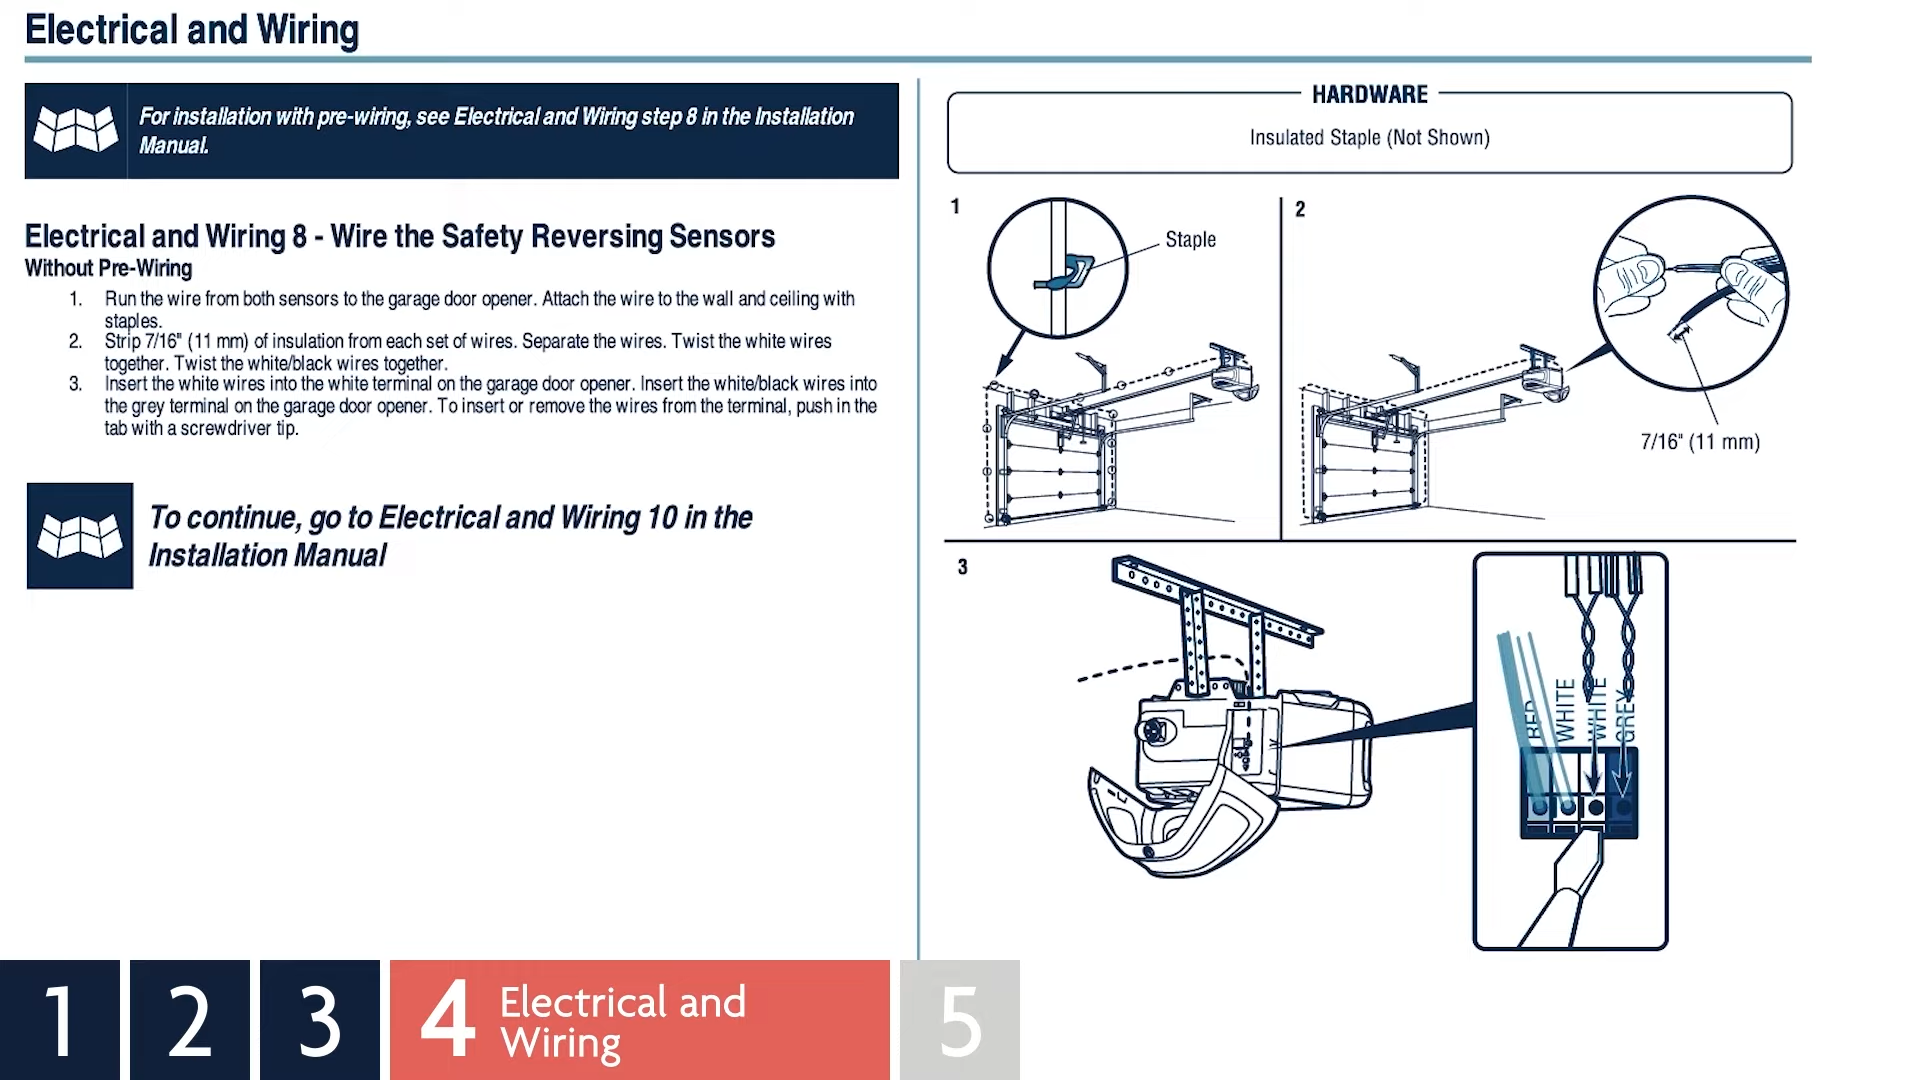 Electrical and Wiring
For installation with pre-wiring, see Electrical and Wiring step 8 in the Installation
Manual.
Electrical and Wiring 8 - Wire the Safety Reversing Sensors
Without Pre-Wiring
1. Run the wire from both sensors to the garage door opener. Attach the wire to the wall and ceiling with
staples.
2. Strip 7/16" (11 mm) of insulation from each set of wires. Separate the wires. Twist the white wires
together. Twist the white/black wires together.
3. Insert the white wires into the white terminal on the garage door opener. Insert the white/black wires into
the grey terminal on the garage door opener. To insert or remove the wires from the terminal, push in the
tab with a screwdriver tip.
To continue, go to Electrical and Wiring 10 in the
Installation Manual
HARDWARE
Insulated Staple (Not Shown)
1
Staple
2
7/16" (11 mm)
3
RED
WHITE
WHITE
GREY
1
2
3
4
Electrical and
Wiring
5